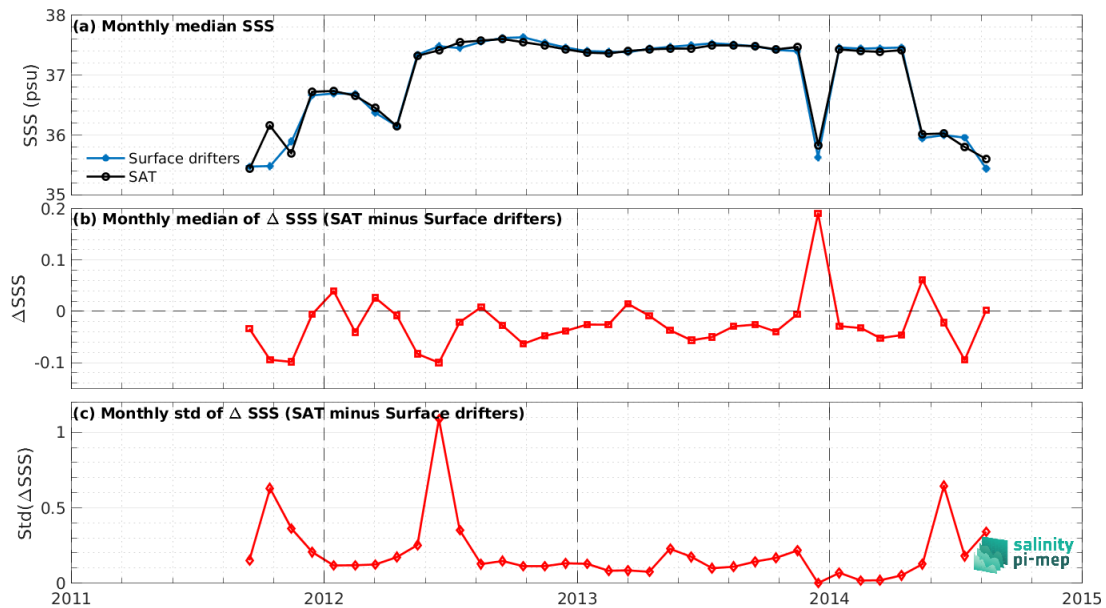 (a) Monthly median SSS
38
37
36
35
SSS (psu)
Surface drifters
SAT
(b) Monthly median of Δ SSS (SAT minus Surface drifters)
0.2
0.1
0
-0.1
ΔSSS
(c) Monthly std of Δ SSS (SAT minus Surface drifters)
1
0.5
0
Std(ΔSSS)
2011 2012 2013 2014 2015
salinity
pi-mep